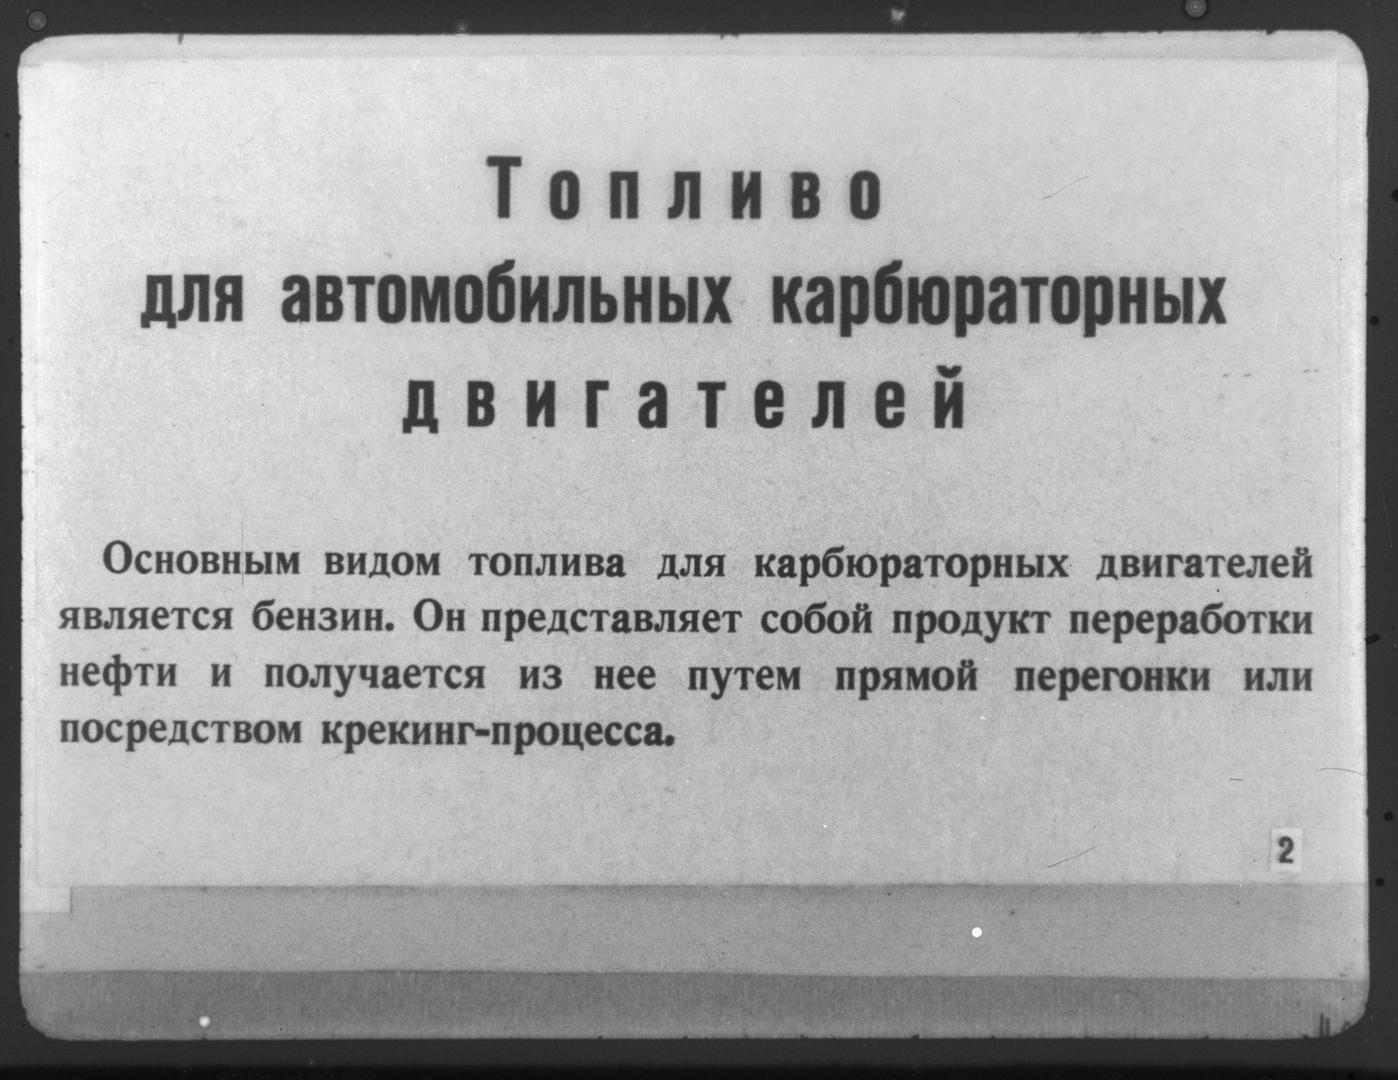 Топливо
для автомобильных карбюраторных
двигателей
Основным видом топлива для карбюраторных двигателей
является бензин. Он представляет собой продукт переработки
нефти и получается из нее путем прямой перегонки или
посредством крекинг-процесса.
2